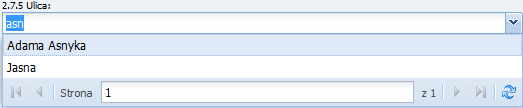 2.7.5 Ulica:
asn
Adama Asnyka
Jasna
Strona 1 z 1